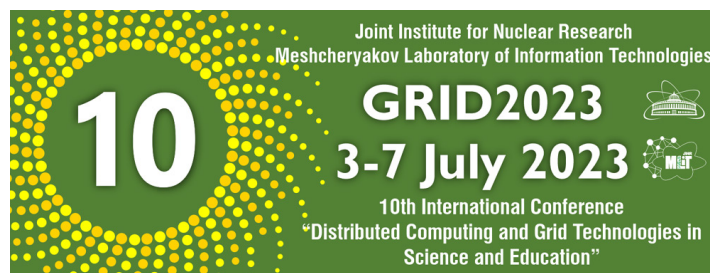 10
Joint Institute for Nuclear Research
Meshcheryakov Laboratory of Information Technologies
GRID2023
3-7 July 2023
MLIT
10th International Conference
“Distributed Computing and Grid Technologies in
Science and Education”